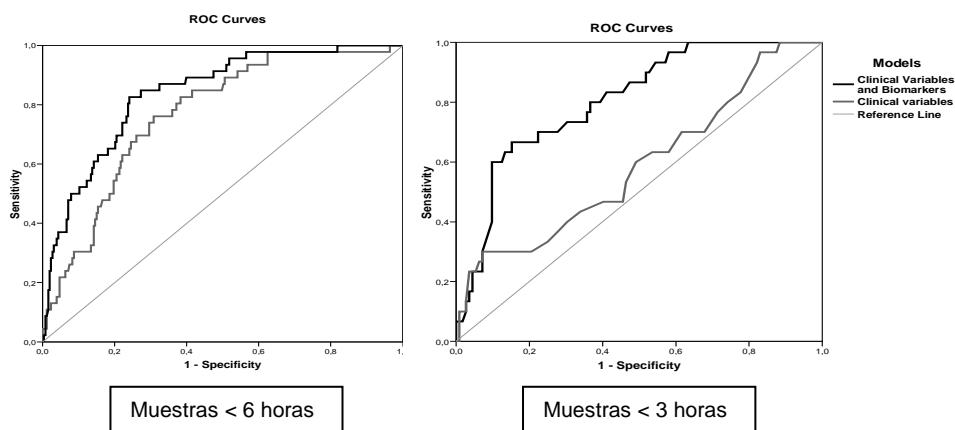 ROC Curves
1,0
0,8
0,6
0,4
0,2
0,0
Sensitivity
0,0 0,2 0,4 0,6 0,8 1,
1 - Specificity
Muestras < 6 horas
ROC Curves
1,0
0,8
0,6
0,4
0,2
0,0
Sensitivity
0,0 0,2 0,4 0,6 0,8 1,0
1 - Specificity
Muestras < 3 horas
Models
Clinical Variables
and Biomarkers
Clinical variables
Reference Line